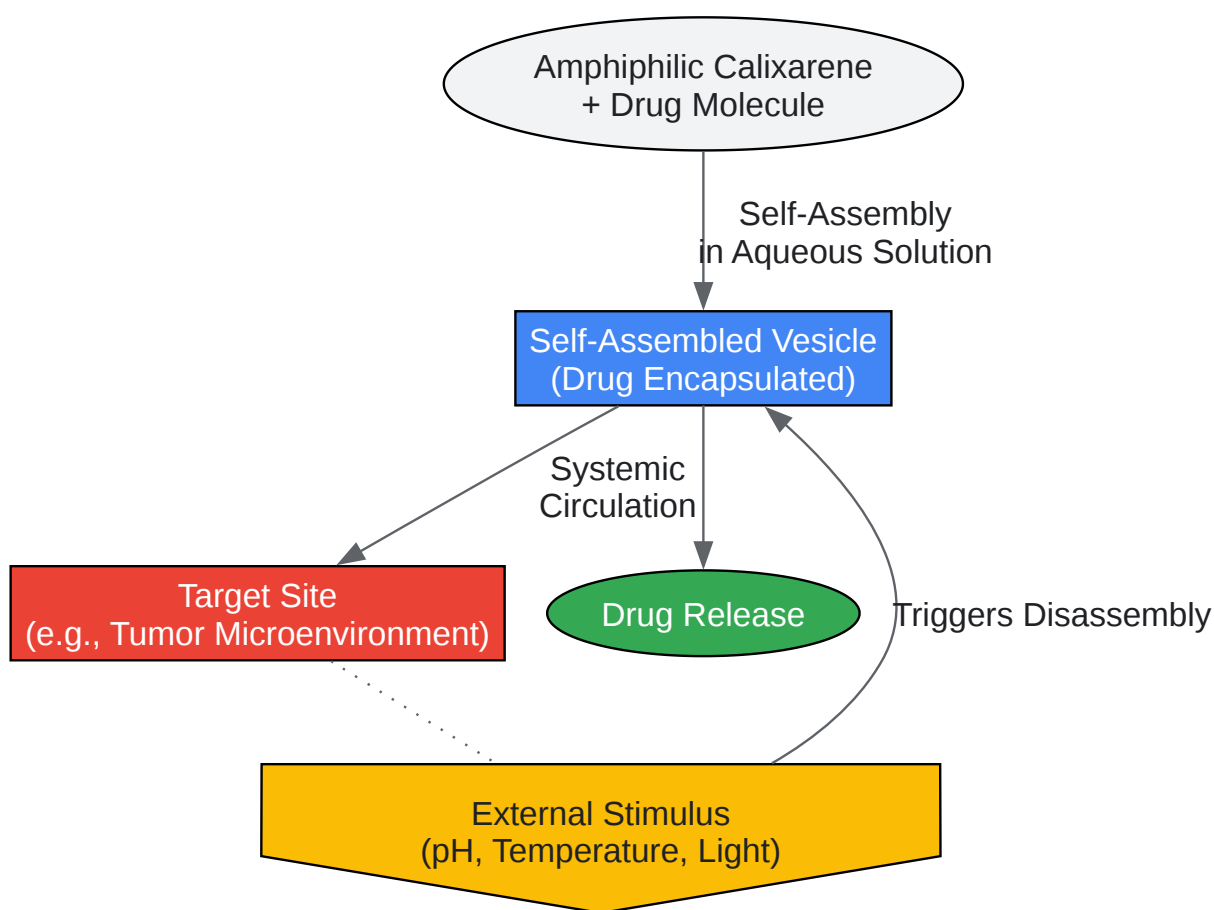 Amphiphilic Calixarene
+ Drug Molecule
Self-Assembly
in Aqueous Solution
Self-Assembled Vesicle
(Drug Encapsulated)
Systemic
Circulation
Target Site
(e.g., Tumor Microenvironment)
Drug Release
Triggers Disassembly
External Stimulus
(pH, Temperature, Light)